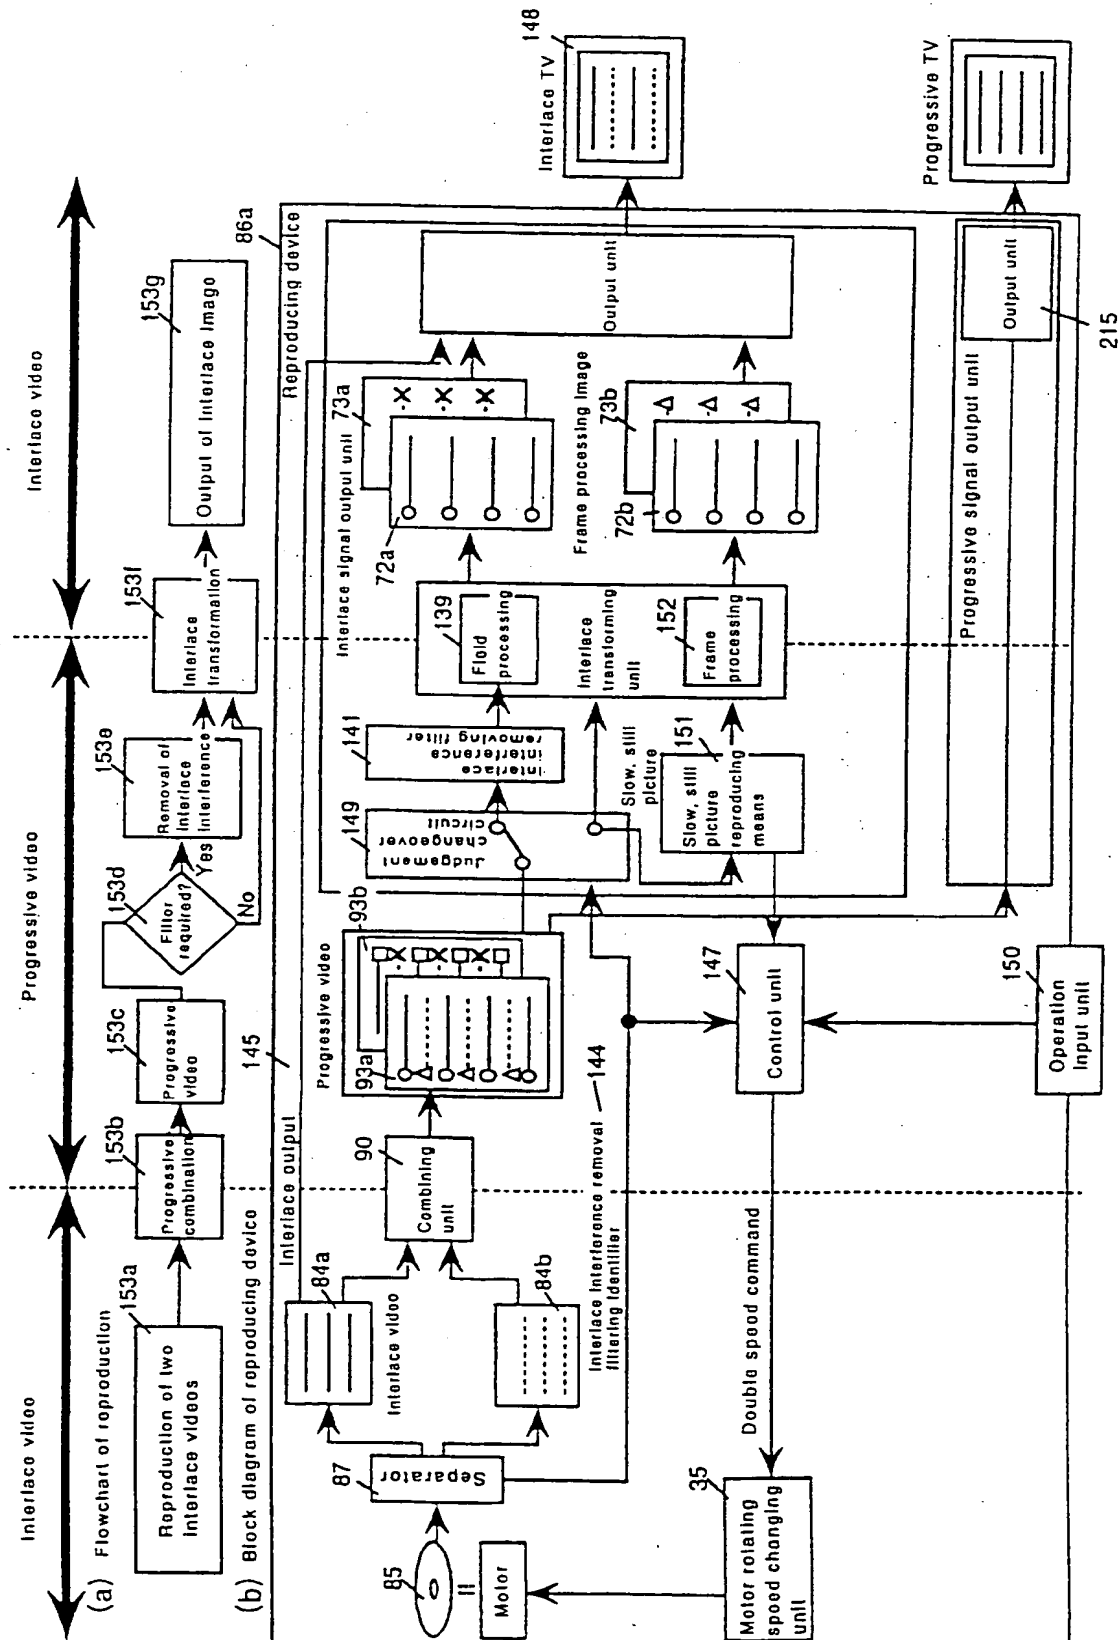 Interlace video
Progressive video
Interlace video
(a) Flowchart of reproduction
153a
Reproduction of two
interlace videos
153b
Progressive
combination
153c
Progressive video
153d
Filter
required?
Yes
No
153e
Removal of
interlace
interference
153f
Interlace
transformation
153g
Output of Interlace Image
(b) Block diagram of reproducing device
145
Interlace output
86a
Reproducing device
84a
Interlace video
84b
85
Motor
87
Separator
90
Combining
unit
Progressive video
93a
93b
Interlace Interference removal
filtering identifier
144
149
Judgement
changeover
circuit
141
interlace
interference
removing filter
Interlace signal output unit
139
Field
processing
Interlace
transforming
unit
152
Frame
processing
Slow, still
picture
151
Slow, still
picture
reproducing
means
72a
73a
Frame processing Image
72b
73b
Output unit
148
Interlace TV
Progressive signal output unit
Output unit
215
Progressive TV
147
Control unit
150
Operation
Input unit
Double speed command
35
Motor rotating
speed changing
unit